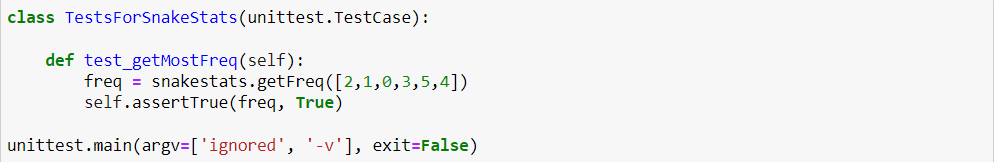 class TestsForSnakeStats(unittest.TestCase):
    def test_getMostFreq(self):
        freq = snakestats.getFreq([2,1,0,3,5,4])
        self.assertTrue(freq, True)
unittest.main(argv=['ignored', '-v'], exit=False)